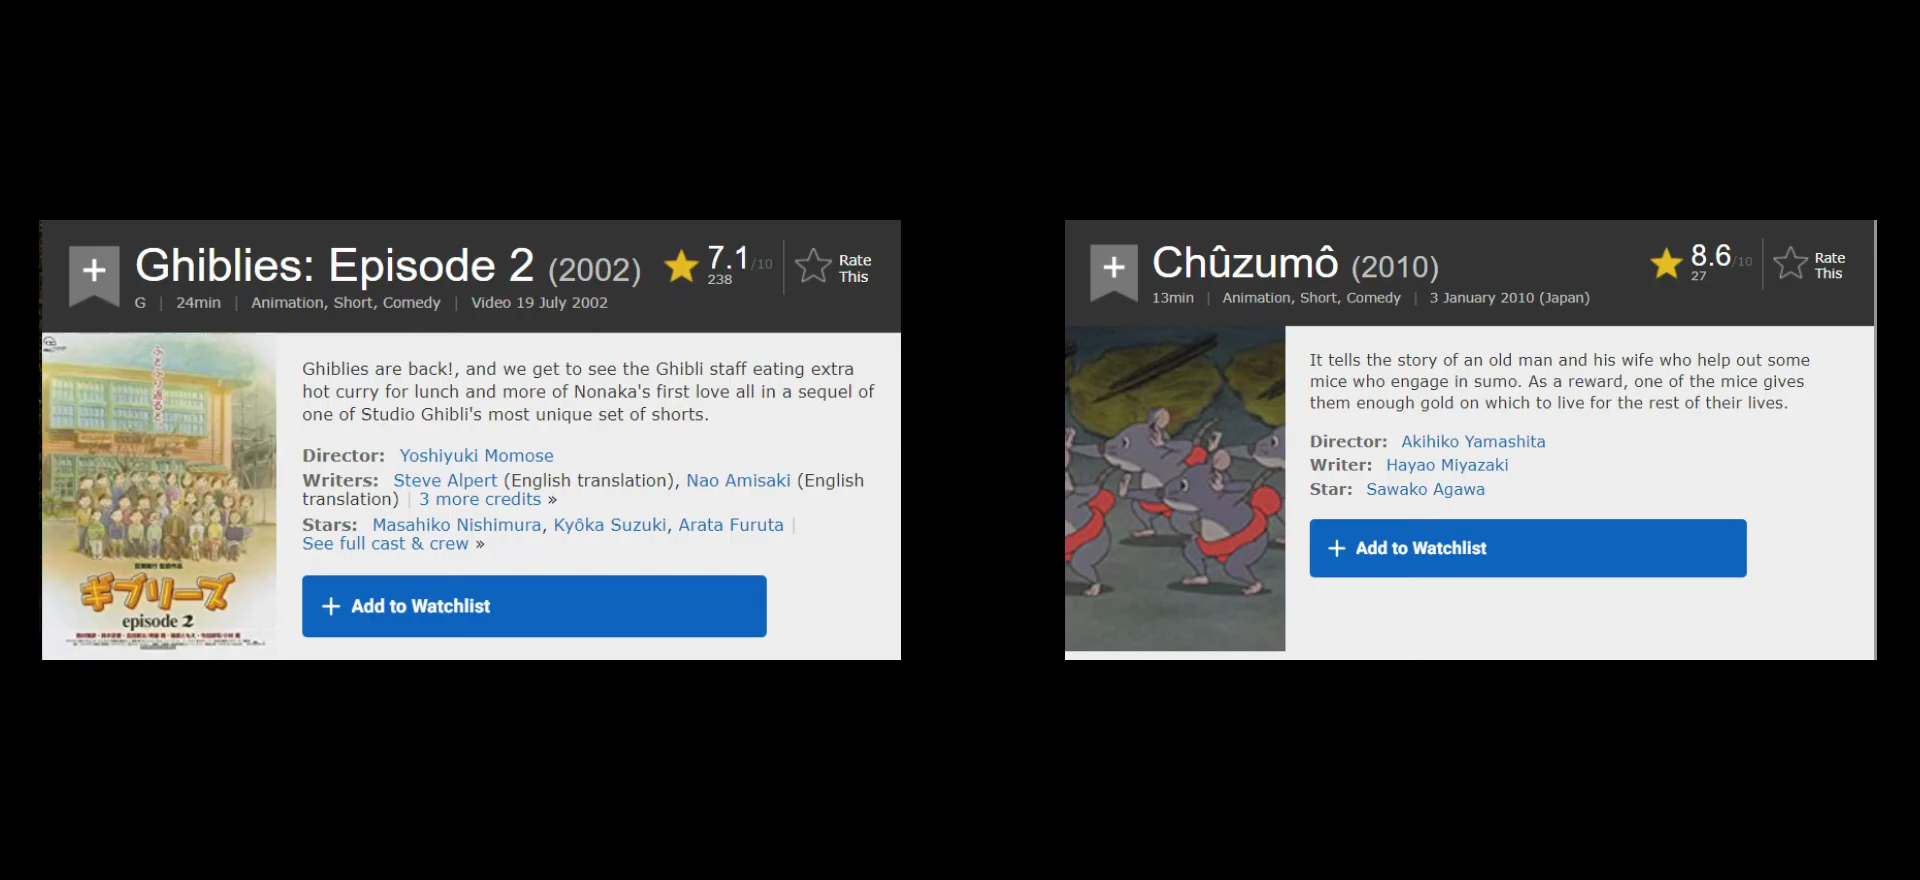 Ghiblies: Episode 2 (2002)
7.1/10
238
Rate
This
G | 24min | Animation, Short, Comedy | Video 19 July 2002
ギブリーズ
episode 2
Ghiblies are back!, and we get to see the Ghibli staff eating extra
hot curry for lunch and more of Nonaka's first love all in a sequel of
one of Studio Ghibli's most unique set of shorts.
Director: Yoshiyuki Momose
Writers: Steve Alpert (English translation), Nao Amisaki (English
translation) | 3 more credits »
Stars: Masahiko Nishimura, Kyôka Suzuki, Arata Furuta |
See full cast & crew »
+ Add to Watchlist
Chûzumô (2010)
8.6/10
27
Rate
This
13min | Animation, Short, Comedy | 3 January 2010 (Japan)
It tells the story of an old man and his wife who help out some
mice who engage in sumo. As a reward, one of the mice gives
them enough gold on which to live for the rest of their lives.
Director: Akihiko Yamashita
Writer: Hayao Miyazaki
Star: Sawako Agawa
+ Add to Watchlist